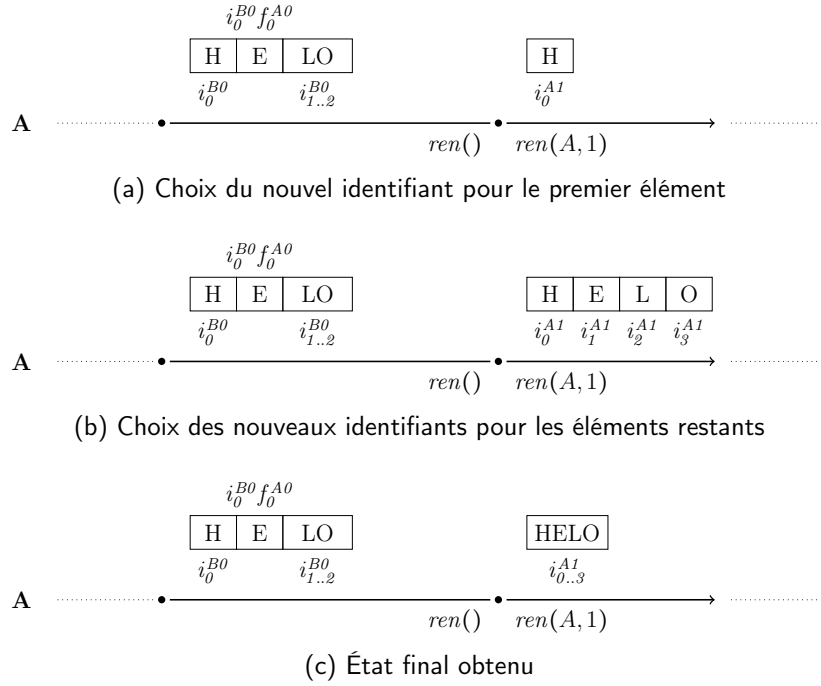 i_0^{B0} f_0^{A0}
H E LO H
i_0^{B0} i_{1..2}^{B0} i_0^{A1}
A
ren() ren(A, 1)
(a) Choix du nouvel identifiant pour le premier élément
i_0^{B0} f_0^{A0}
H E LO H E L O
i_0^{B0} i_{1..2}^{B0} i_0^{A1} i_1^{A1} i_2^{A1} i_3^{A1}
A
ren() ren(A, 1)
(b) Choix des nouveaux identifiants pour les éléments restants
i_0^{B0} f_0^{A0}
H E LO HELO
i_0^{B0} i_{1..2}^{B0} i_{0..3}^{A1}
A
ren() ren(A, 1)
(c) État final obtenu